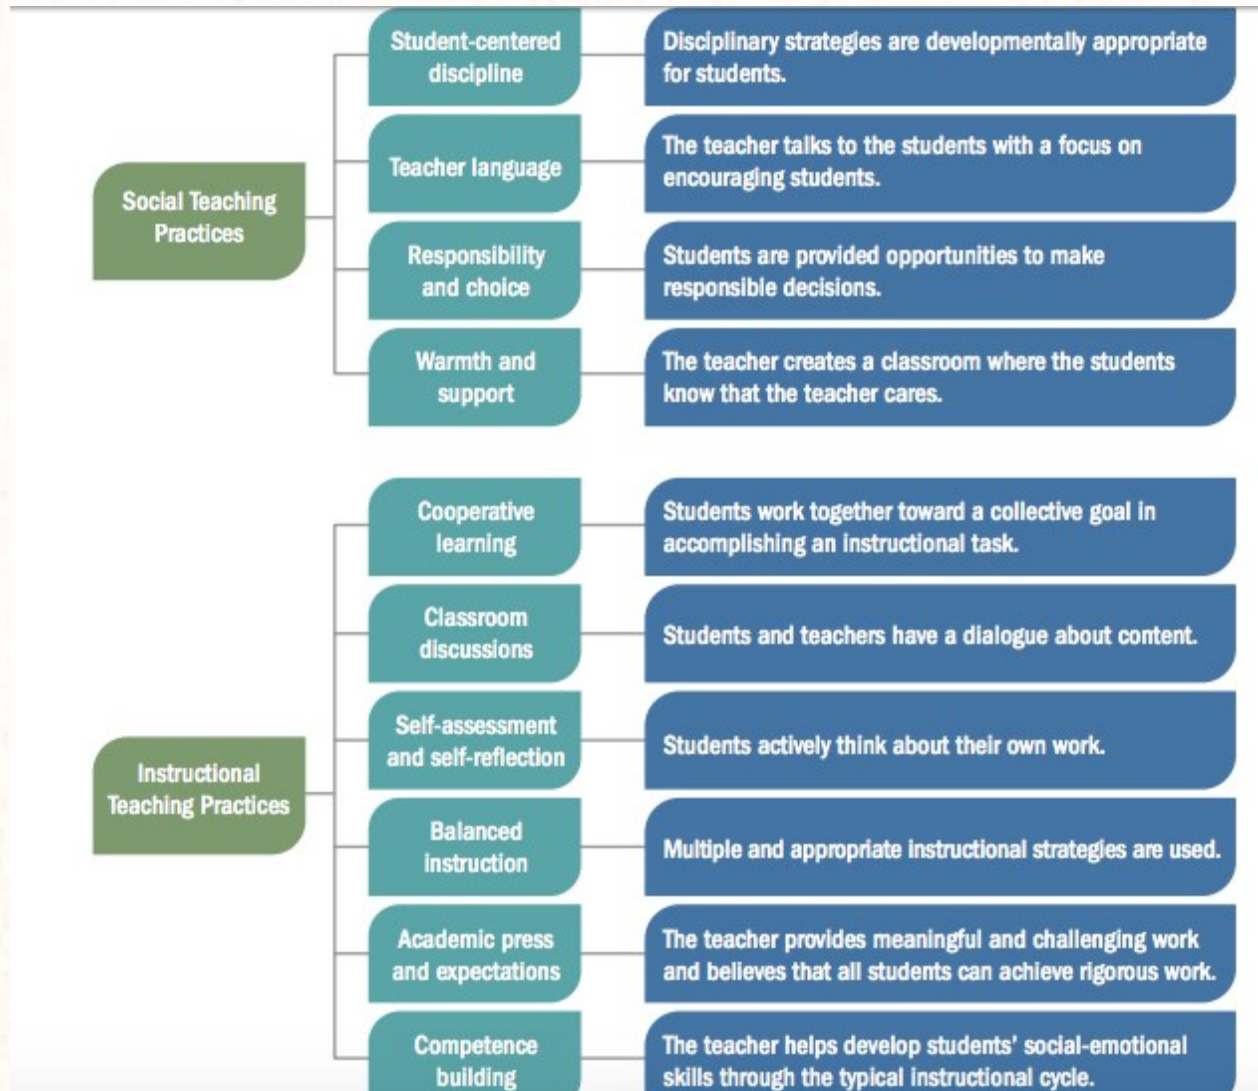 Social Teaching
Practices
Student-centered
discipline
Disciplinary strategies are developmentally appropriate
for students.
Teacher language
The teacher talks to the students with a focus on
encouraging students.
Responsibility
and choice
Students are provided opportunities to make
responsible decisions.
Warmth and
support
The teacher creates a classroom where the students
know that the teacher cares.
Instructional
Teaching Practices
Cooperative
learning
Students work together toward a collective goal in
accomplishing an instructional task.
Classroom
discussions
Students and teachers have a dialogue about content.
Self-assessment
and self-reflection
Students actively think about their own work.
Balanced
instruction
Multiple and appropriate instructional strategies are used.
Academic press
and expectations
The teacher provides meaningful and challenging work
and believes that all students can achieve rigorous work.
Competence
building
The teacher helps develop students’ social-emotional
skills through the typical instructional cycle.